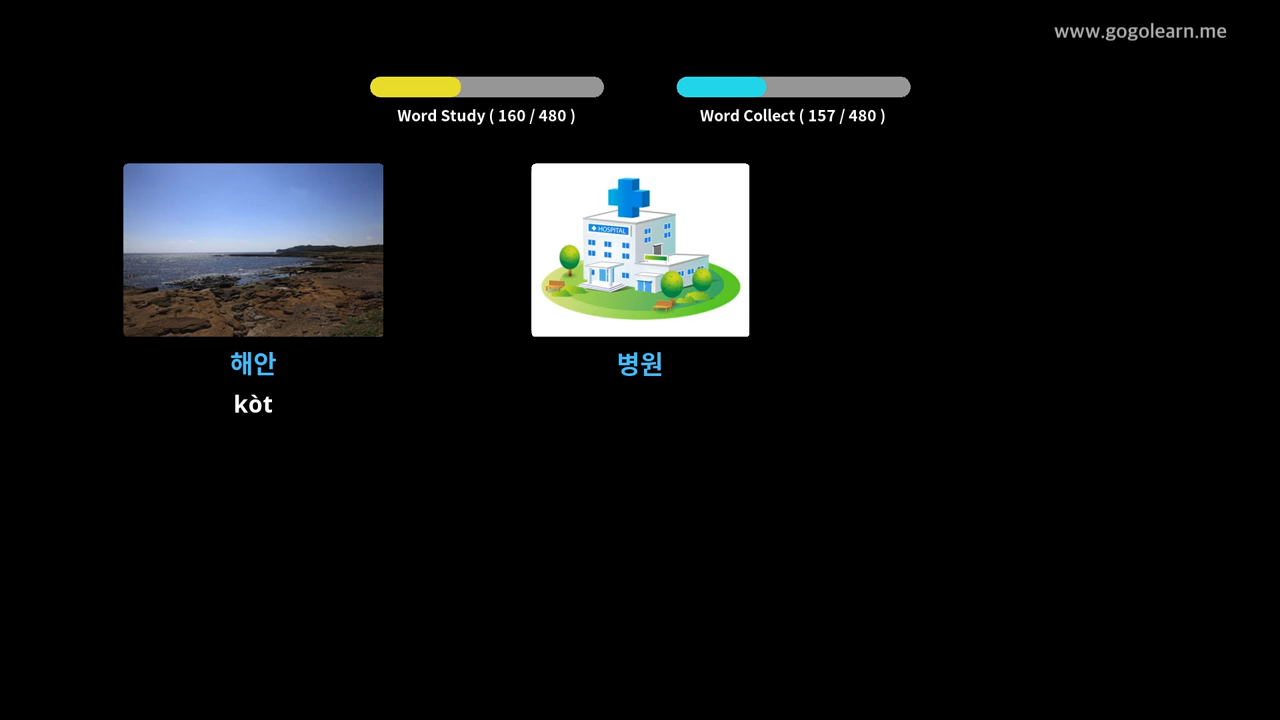 www.gogolearn.me
Word Study ( 160 / 480 )
Word Collect ( 157 / 480 )
HOSPITAL
해안
병원
kòt